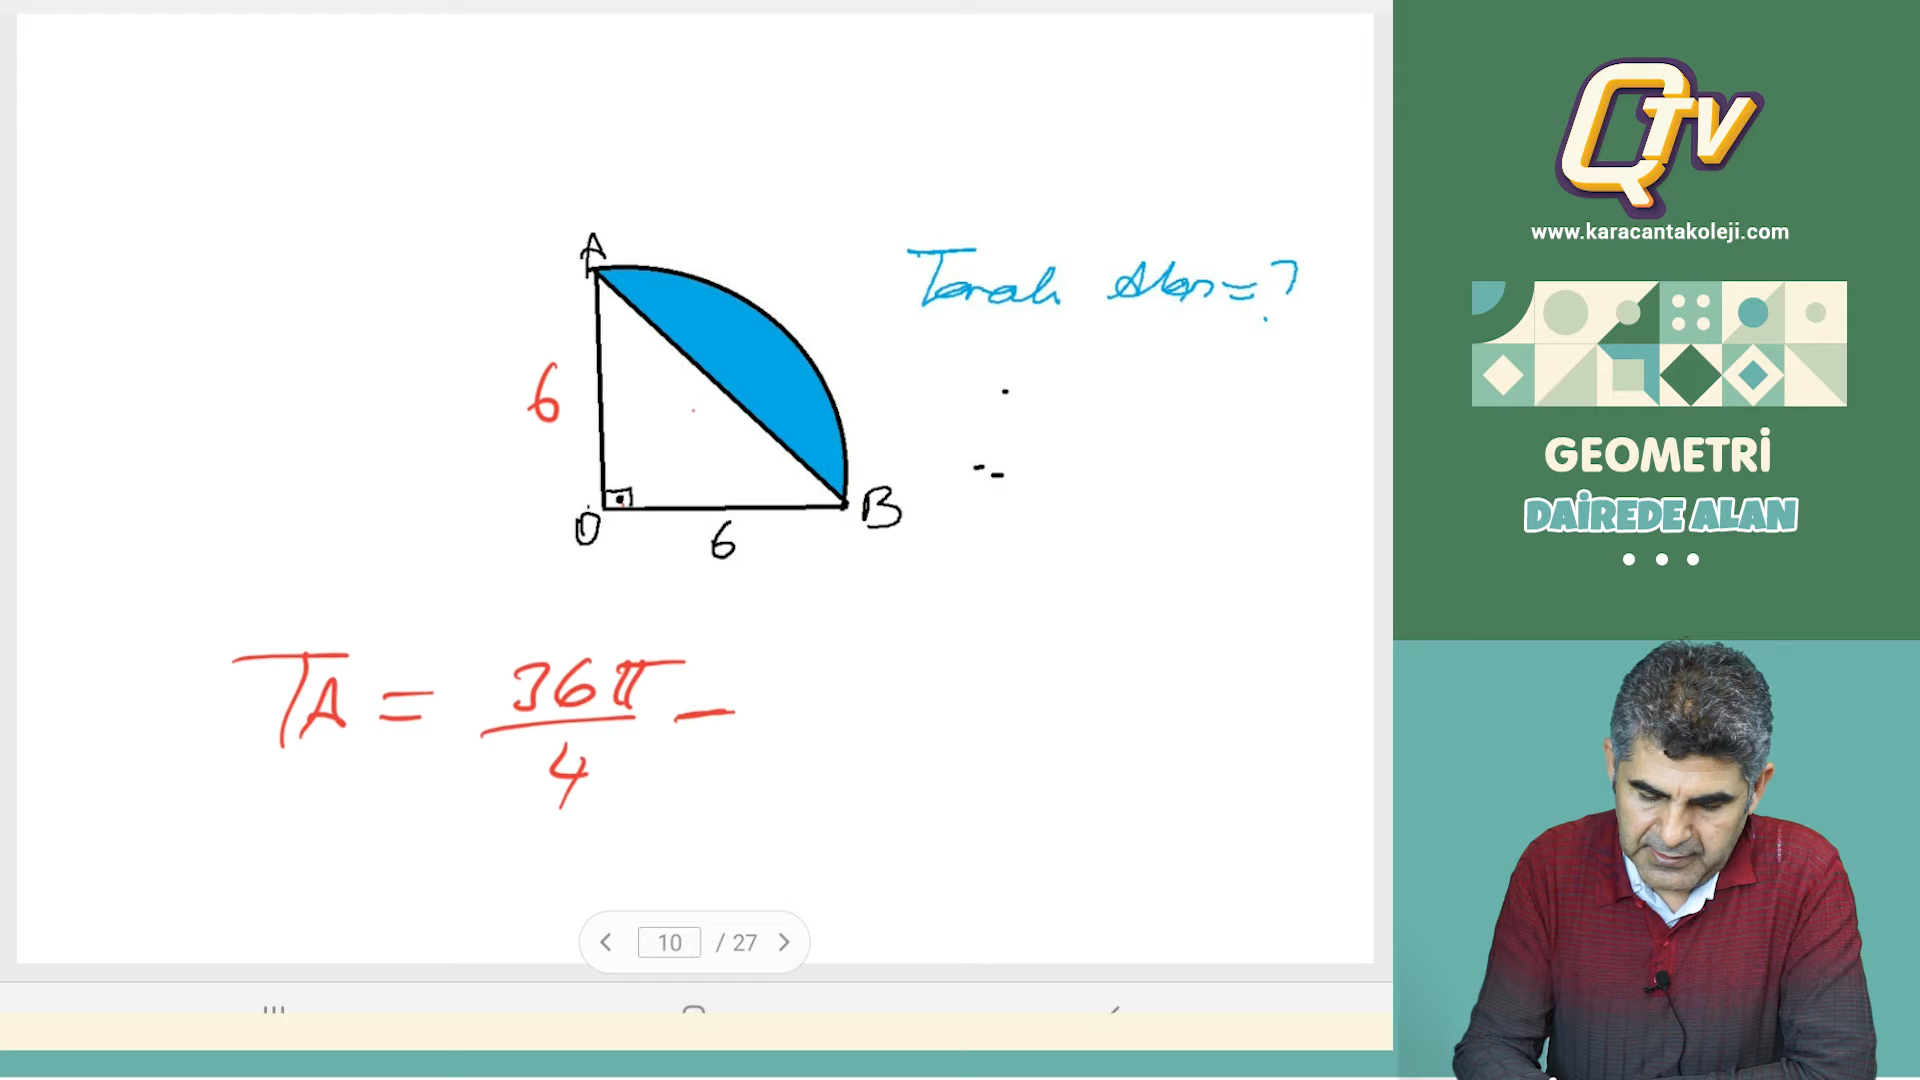 A
Taralı Alan = ?
6
O
6
B
TA = 36π/4 −
10 / 27
QTV
www.karacantakoleji.com
GEOMETRİ
DAİREDE ALAN